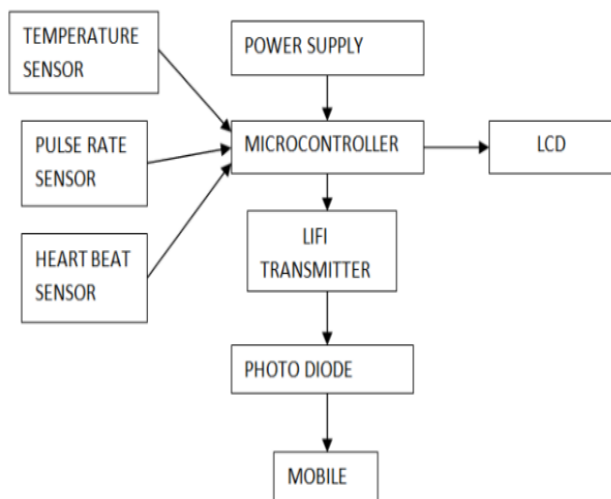 TEMPERATURE
SENSOR
POWER SUPPLY
PULSE RATE
SENSOR
MICROCONTROLLER
LCD
HEART BEAT
SENSOR
LIFI
TRANSMITTER
PHOTO DIODE
MOBILE